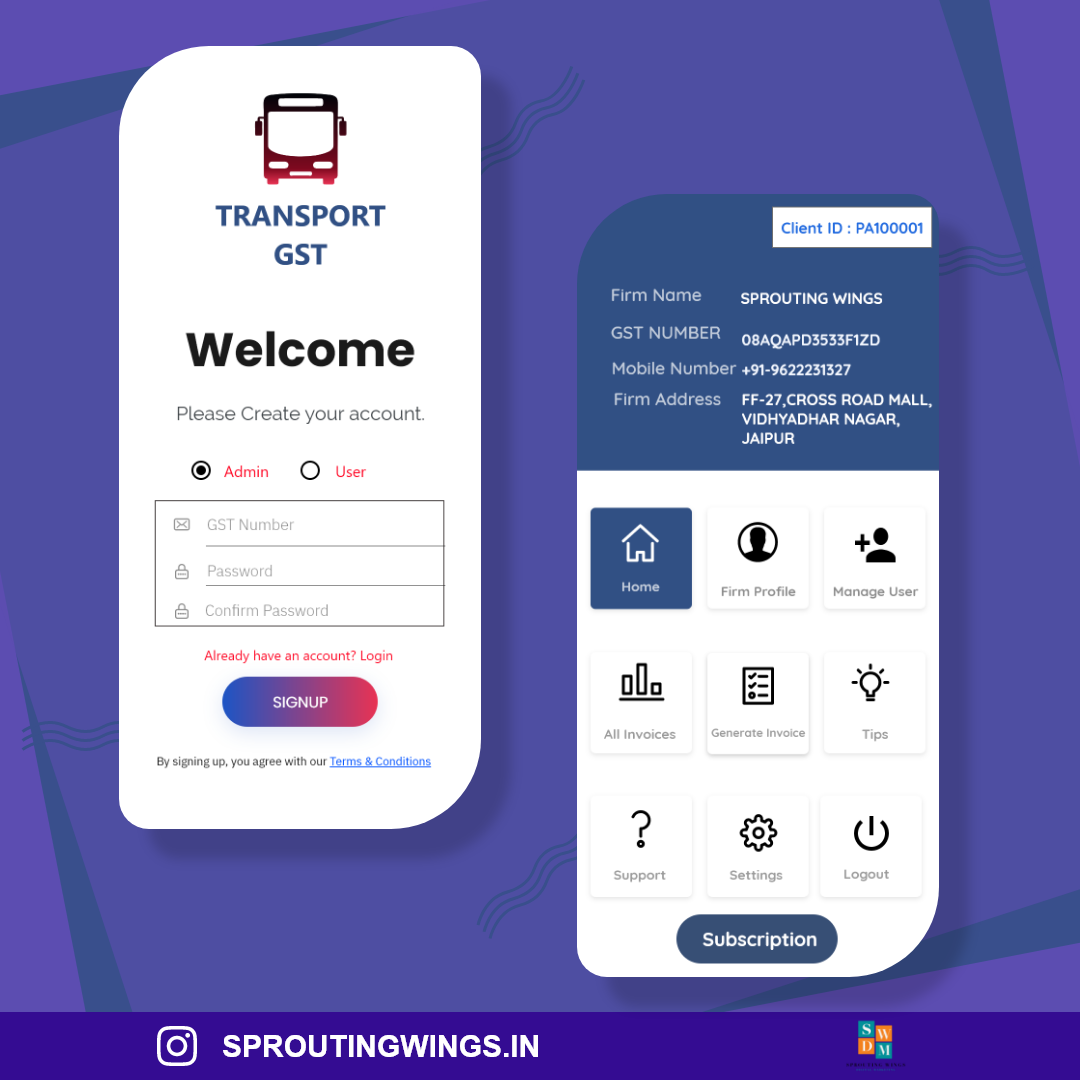 TRANSPORT
GST
Welcome
Please Create your account.
Admin
User
GST Number
Password
Confirm Password
Already have an account? Login
SIGNUP
By signing up, you agree with our Terms & Conditions
Client ID : PA100001
Firm Name
SPROUTING WINGS
GST NUMBER
08AQAPD3533F1ZD
Mobile Number
+91-9622231327
Firm Address
FF-27,CROSS ROAD MALL,
VIDHYADHAR NAGAR,
JAIPUR
Home
Firm Profile
Manage User
All Invoices
Generate Invoice
Tips
Support
Settings
Logout
Subscription
SPROUTINGWINGS.IN
S W
D M
SPROUTING WINGS